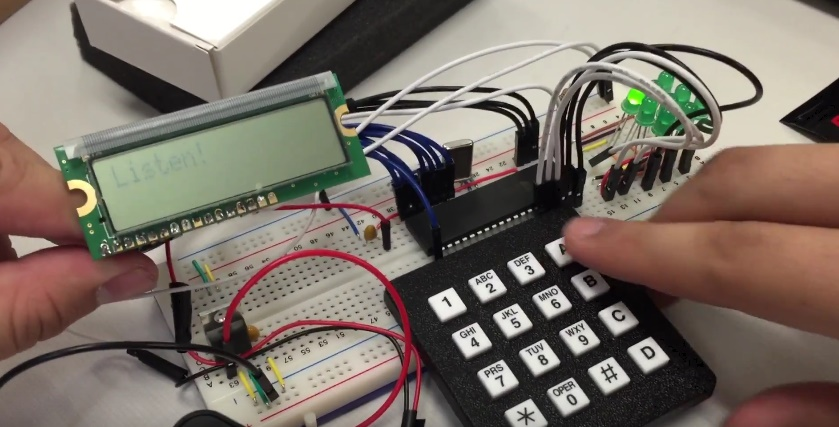 Listen!
1
ABC
2
DEF
3
A
GHI
4
JKL
5
MNO
6
B
PRS
7
TUV
8
WXY
9
C
*
OPER
0
#
D